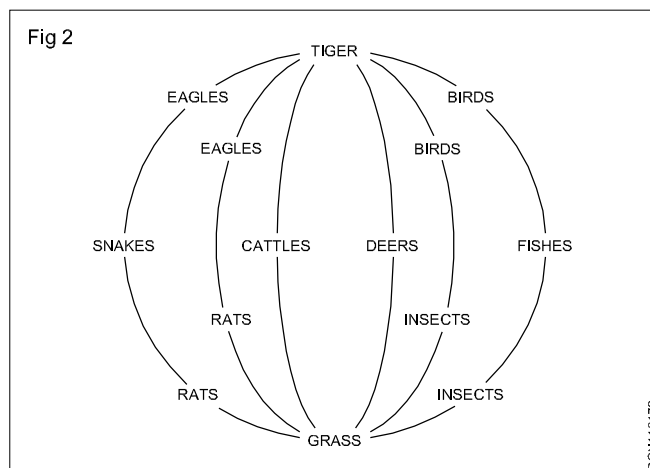 Fig 2
TIGER
EAGLES
BIRDS
EAGLES
BIRDS
SNAKES
CATTLES
DEERS
FISHES
RATS
INSECTS
RATS
INSECTS
GRASS